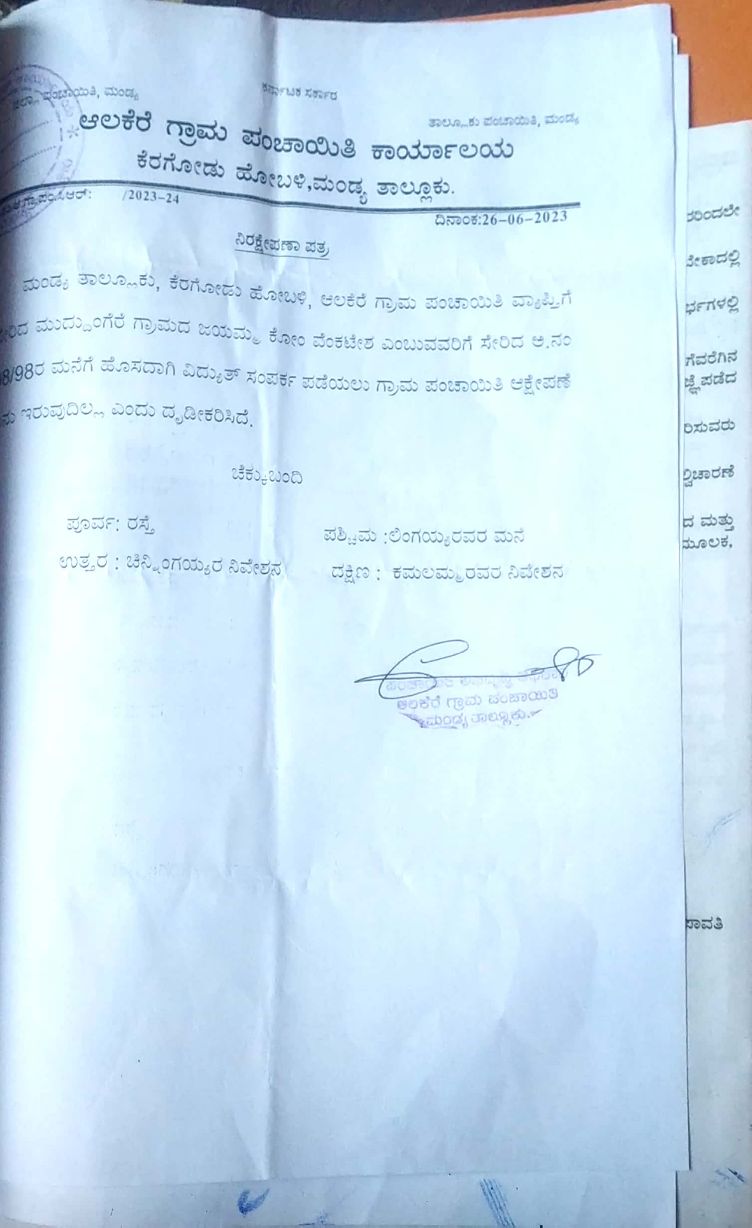 ಜಿಲ್ಲಾ ಪಂಚಾಯಿತಿ, ಮಂಡ್ಯ
ಕರ್ನಾಟಕ ಸರ್ಕಾರ
ತಾಲ್ಲೂಕು ಪಂಚಾಯಿತಿ, ಮಂಡ್ಯ
ಆಲಕೆರೆ ಗ್ರಾಮ ಪಂಚಾಯಿತಿ ಕಾರ್ಯಾಲಯ
ಕೆರಗೋಡು ಹೋಬಳಿ,ಮಂಡ್ಯ ತಾಲ್ಲೂಕು.
/2023-24
ದಿನಾಂಕ:26-06-2023
ನಿರಕ್ಷೇಪಣಾ ಪತ್ರ
ಮಂಡ್ಯ ತಾಲ್ಲೂಕು, ಕೆರಗೋಡು ಹೋಬಳಿ, ಆಲಕೆರೆ ಗ್ರಾಮ ಪಂಚಾಯಿತಿ ವ್ಯಾಪ್ತಿಗೆ
ಮುದ್ದುಂಗೆರೆ ಗ್ರಾಮದ ಜಯಮ್ಮ ಕೋಂ ವೆಂಕಟೇಶ ಎಂಬುವವರಿಗೆ ಸೇರಿದ ಆ.ನಂ
8/98ರ ಮನೆಗೆ ಹೊಸದಾಗಿ ವಿದ್ಯುತ್ ಸಂಪರ್ಕ ಪಡೆಯಲು ಗ್ರಾಮ ಪಂಚಾಯಿತಿ ಆಕ್ಷೇಪಣೆ
ಇರುವುದಿಲ್ಲ ಎಂದು ದೃಡೀಕರಿಸಿದೆ.
ಚೆಕ್ಕುಬಂದಿ
ಪೂರ್ವ: ರಸ್ತೆ
ಪಶ್ಚಿಮ :ಲಿಂಗಯ್ಯರವರ ಮನೆ
ಉತ್ತರ : ಚಿನ್ನಿಂಗಯ್ಯರ ನಿವೇಶನ
ದಕ್ಷಿಣ : ಕಮಲಮ್ಮರವರ ನಿವೇಶನ
ಆಲಕೆರೆ ಗ್ರಾಮ ಪಂಚಾಯಿತಿ
ಮಂಡ್ಯ ತಾಲ್ಲೂಕು.
ದ ಮತ್ತು
ಮೂಲಕ,